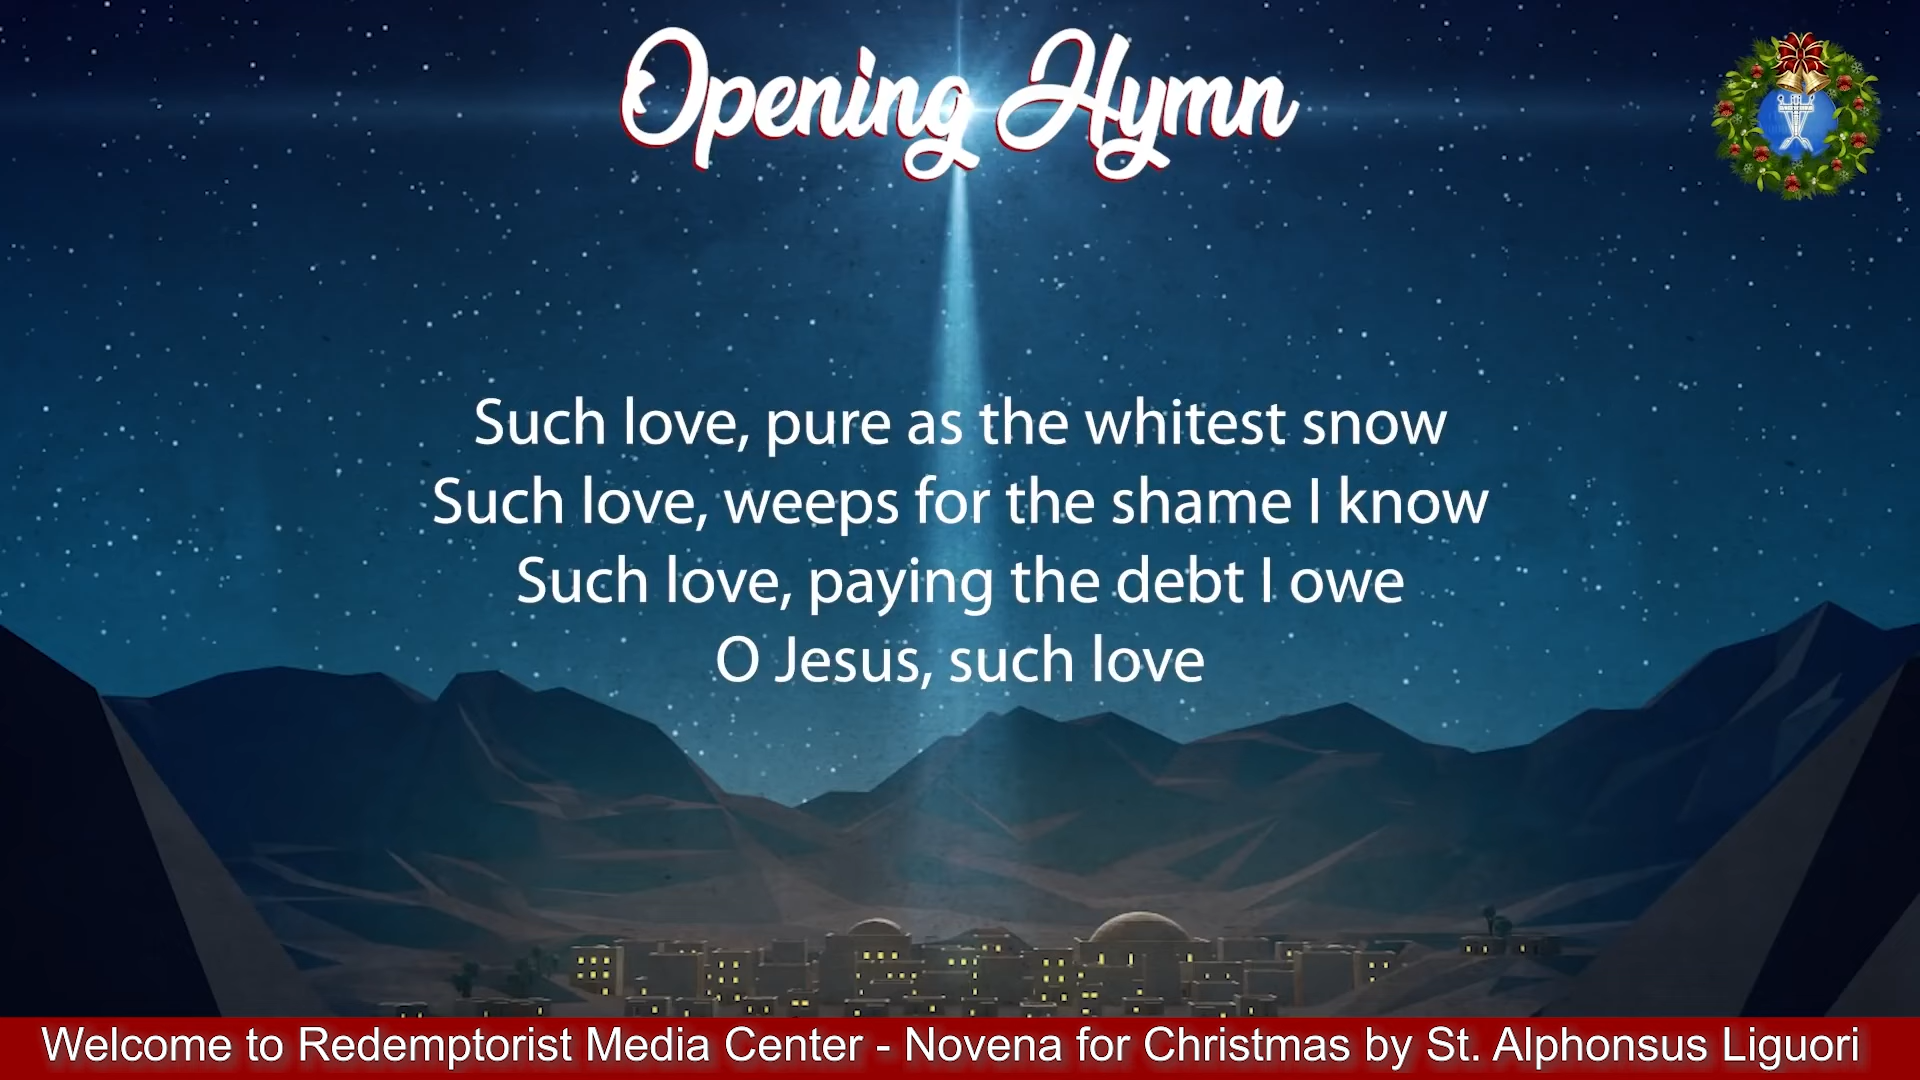 Opening Hymn
Such love, pure as the whitest snow
Such love, weeps for the shame I know
Such love, paying the debt I owe
O Jesus, such love
Welcome to Redemptorist Media Center - Novena for Christmas by St. Alphonsus Liguori